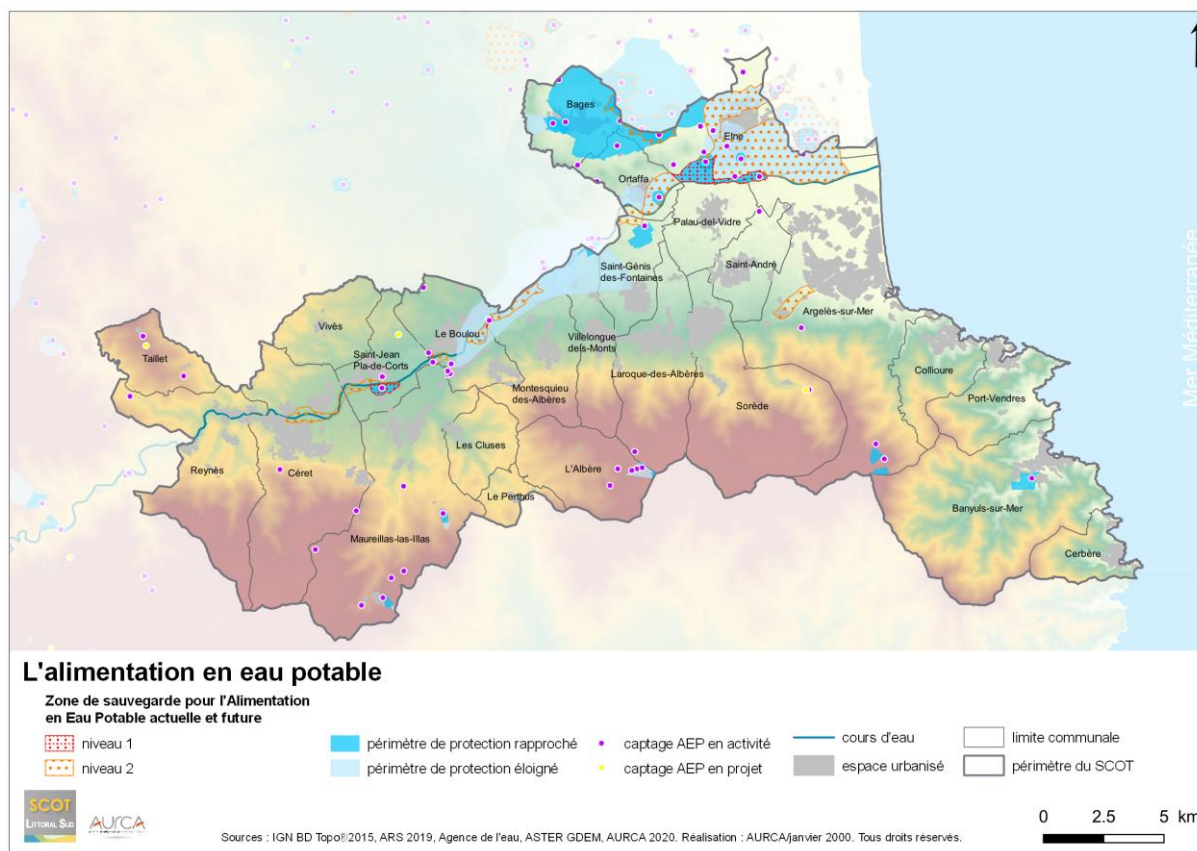 Bages
Elne
Ortaffa
Palau-del-Vidre
Saint-Génis
des-Fontaines
Saint-André
Argelès-sur-Mer
Mer Méditerranée
Vivès
Le Boulou
Taillet
Saint-Jean
Pla-de-Corts
Villelongue
dels-Monts
Collioure
Montesquieu
des-Albères
Laroque-des-Albères
Port-Vendres
Sorède
Les Cluses
Reynès
Céret
L'Albère
Le Perthus
Banyuls-sur-Mer
Maureillas-las-Illas
Cerbère
L'alimentation en eau potable
Zone de sauvegarde pour l'Alimentation
en Eau Potable actuelle et future
niveau 1
niveau 2
périmètre de protection rapproché
périmètre de protection éloigné
captage AEP en activité
captage AEP en projet
cours d'eau
espace urbanisé
limite communale
périmètre du SCOT
SCOT
LITTORAL SUD
AURCA
Sources : IGN BD Topo®2015, ARS 2019, Agence de l'eau, ASTER GDEM, AURCA 2020. Réalisation : AURCA/janvier 2000. Tous droits réservés.
0 2.5 5 km